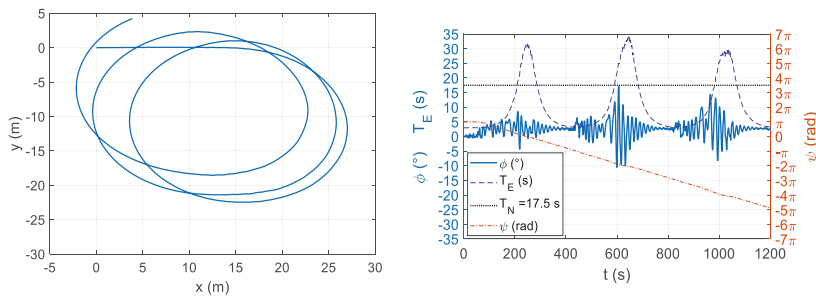 5
0
-5
-10
-15
-20
-25
-30
y (m)
-5
0
5
10
15
20
25
30
x (m)
35
30
25
20
15
10
5
0
-5
-10
-15
-20
-25
-30
-35
ϕ (°)  T_E (s)
7π
6π
5π
4π
3π
2π
π
0
-π
-2π
-3π
-4π
-5π
-6π
-7π
ψ (rad)
ϕ (°)
T_E (s)
T_N =17.5 s
ψ (rad)
0
200
400
600
800
1000
1200
t (s)